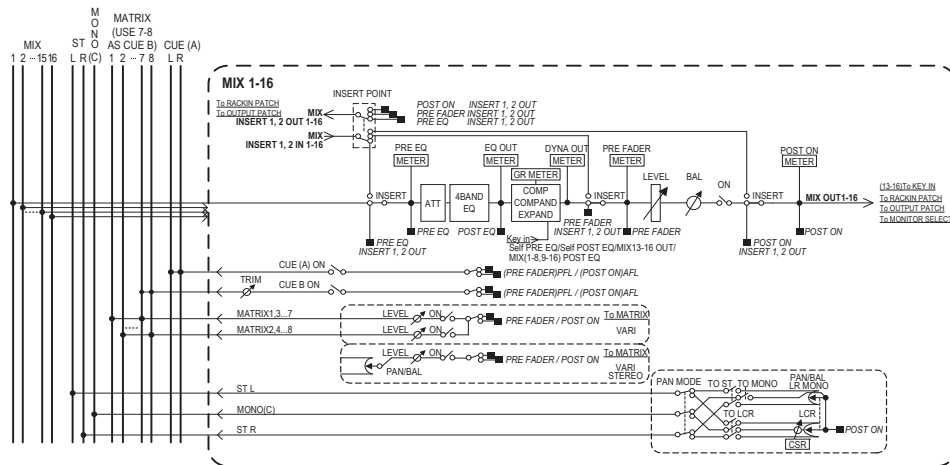 MONO(C)
MATRIX
(USE 7-8
AS CUE B)
MIX
ST
CUE (A)
1 2 ··· 15 16
L R
1 2 ··· 7 8
L R
MIX 1-16
INSERT POINT
To RACKIN PATCH
To OUTPUT PATCH
MIX
INSERT 1, 2 OUT 1-16
POST ON INSERT 1, 2 OUT
PRE FADER INSERT 1, 2 OUT
PRE EQ INSERT 1, 2 OUT
MIX
INSERT 1, 2 IN 1-16
PRE EQ
METER
EQ OUT
METER
DYNA OUT
METER
PRE FADER
METER
POST ON
METER
GR METER
LEVEL
BAL
ON
INSERT
ATT
4BAND
EQ
COMP
COMPAND
EXPAND
INSERT
INSERT
MIX OUT1-16
(13-16)To KEY IN
To RACKIN PATCH
To OUTPUT PATCH
To MONITOR SELECT
PRE EQ
POST EQ
PRE FADER
POST ON
PRE EQ
INSERT 1, 2 OUT
PRE FADER
INSERT 1, 2 OUT
POST ON
INSERT 1, 2 OUT
Key in
Self PRE EQ/Self POST EQ/MIX13-16 OUT/
MIX(1-8,9-16) POST EQ
CUE (A) ON
(PRE FADER)PFL / (POST ON)AFL
TRIM
CUE B ON
(PRE FADER)PFL / (POST ON)AFL
MATRIX1,3...7
LEVEL
ON
PRE FADER / POST ON
To MATRIX
MATRIX2,4...8
LEVEL
ON
VARI
LEVEL
ON
PRE FADER / POST ON
To MATRIX
PAN/BAL
VARI
STEREO
ST L
MONO(C)
ST R
PAN MODE
TO ST
TO MONO
PAN/BAL
LR MONO
TO LCR
LCR
CSR
POST ON